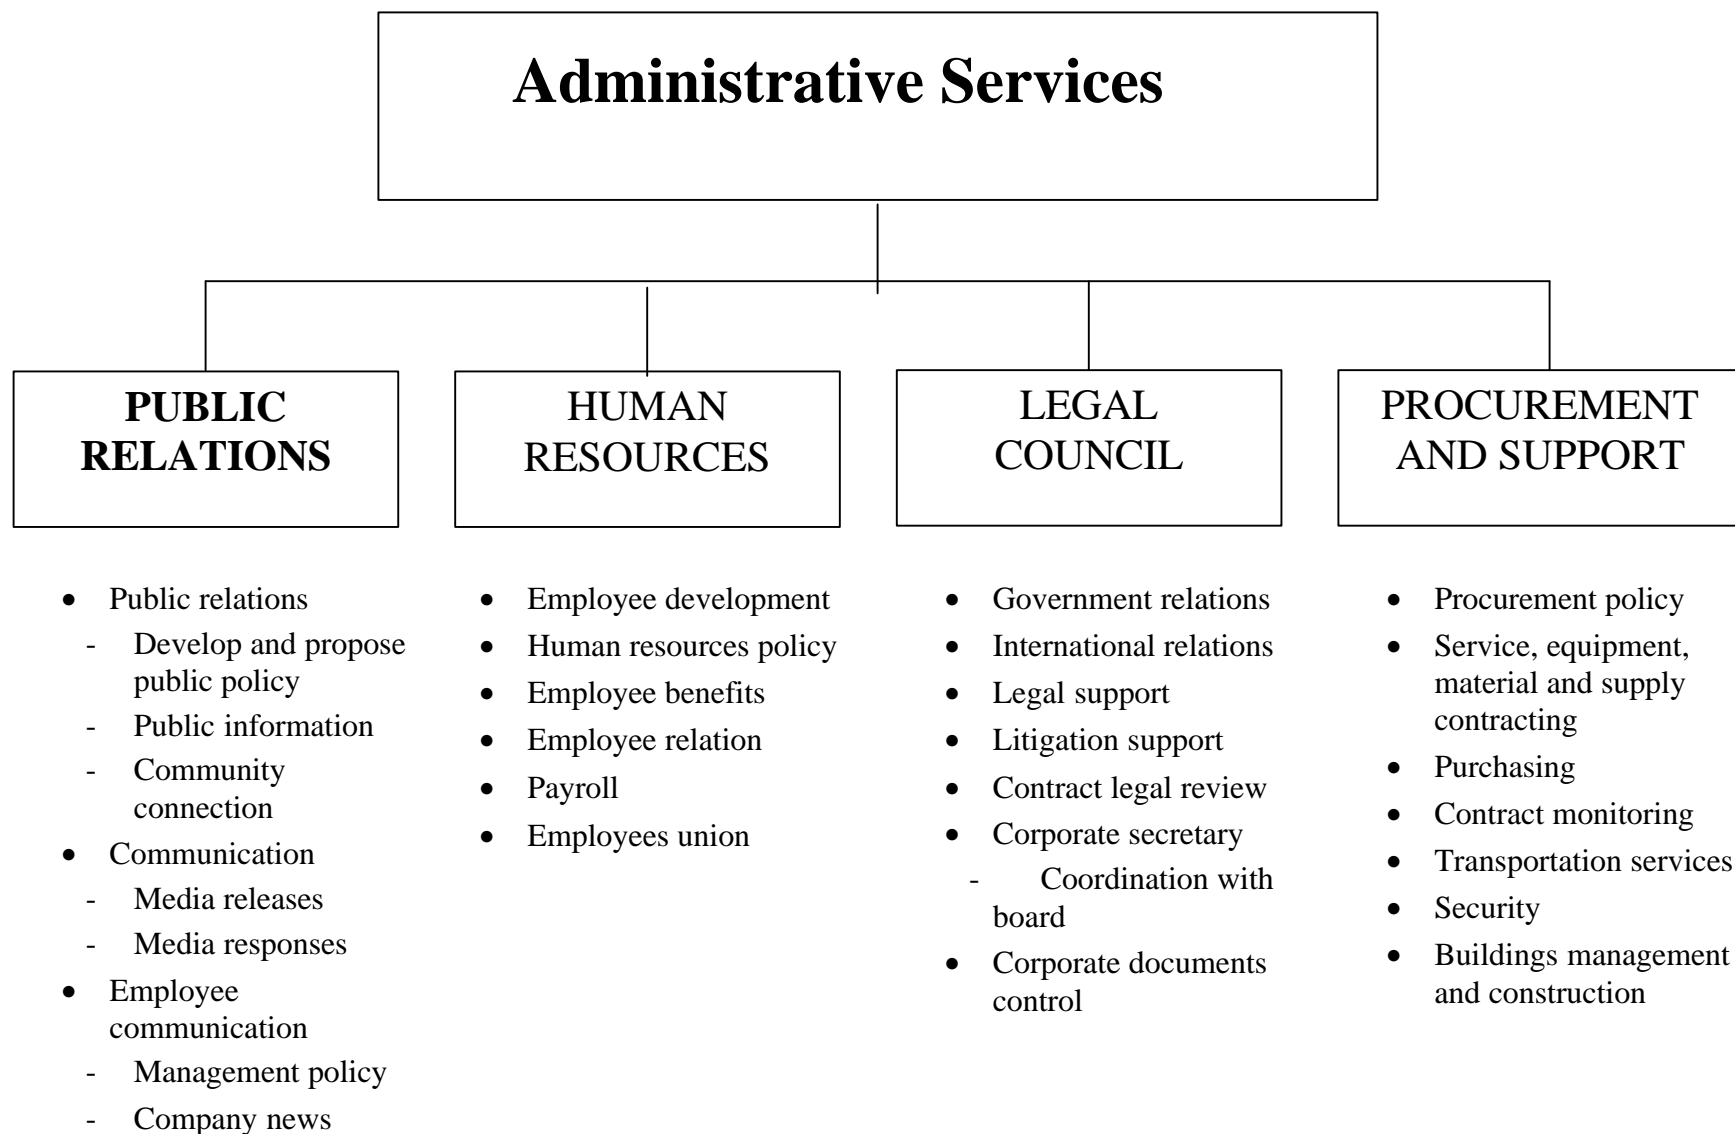 Administrative Services
PUBLIC
RELATIONS
HUMAN
RESOURCES
LEGAL
COUNCIL
PROCUREMENT
AND SUPPORT
• Public relations
- Develop and propose
public policy
- Public information
- Community
connection
• Communication
- Media releases
- Media responses
• Employee
communication
- Management policy
- Company news
• Employee development
• Human resources policy
• Employee benefits
• Employee relation
• Payroll
• Employees union
• Government relations
• International relations
• Legal support
• Litigation support
• Contract legal review
• Corporate secretary
- Coordination with
board
• Corporate documents
control
• Procurement policy
• Service, equipment,
material and supply
contracting
• Purchasing
• Contract monitoring
• Transportation services
• Security
• Buildings management
and construction